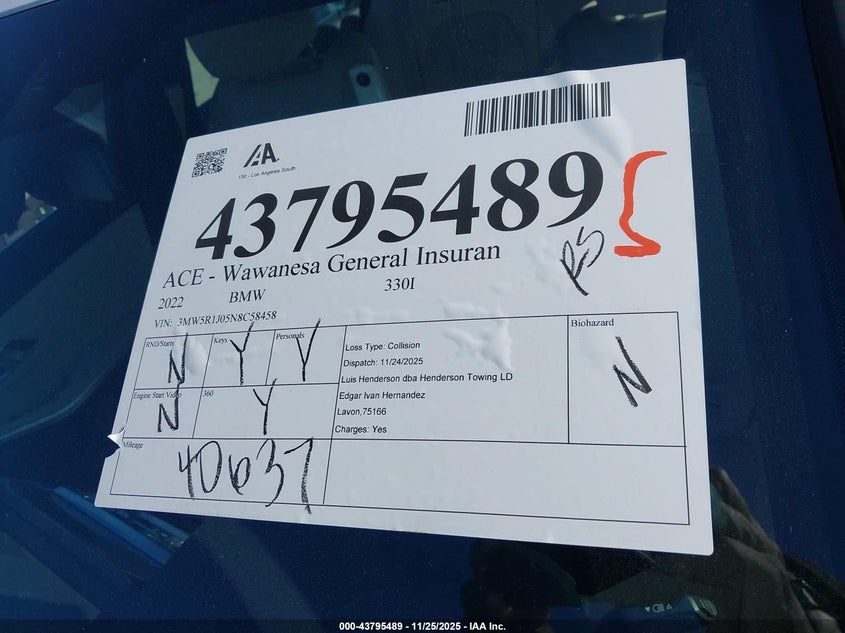 IAA.
130 - Los Angeles South
43795489
RS
ACE - Wawanesa General Insuran
2022 BMW 330I
VIN: 3MW5R1J05N8C58458
RND/Starts N Keys Y Personals Y
Engine Start Video N 360 Y
Mileage 40637
Loss Type: Collision
Dispatch: 11/24/2025
Luis Henderson dba Henderson Towing LD
Edgar Ivan Hernandez
Lavon,75166
Charges: Yes
Biohazard
N
000-43795489 - 11/25/2025 - IAA Inc.